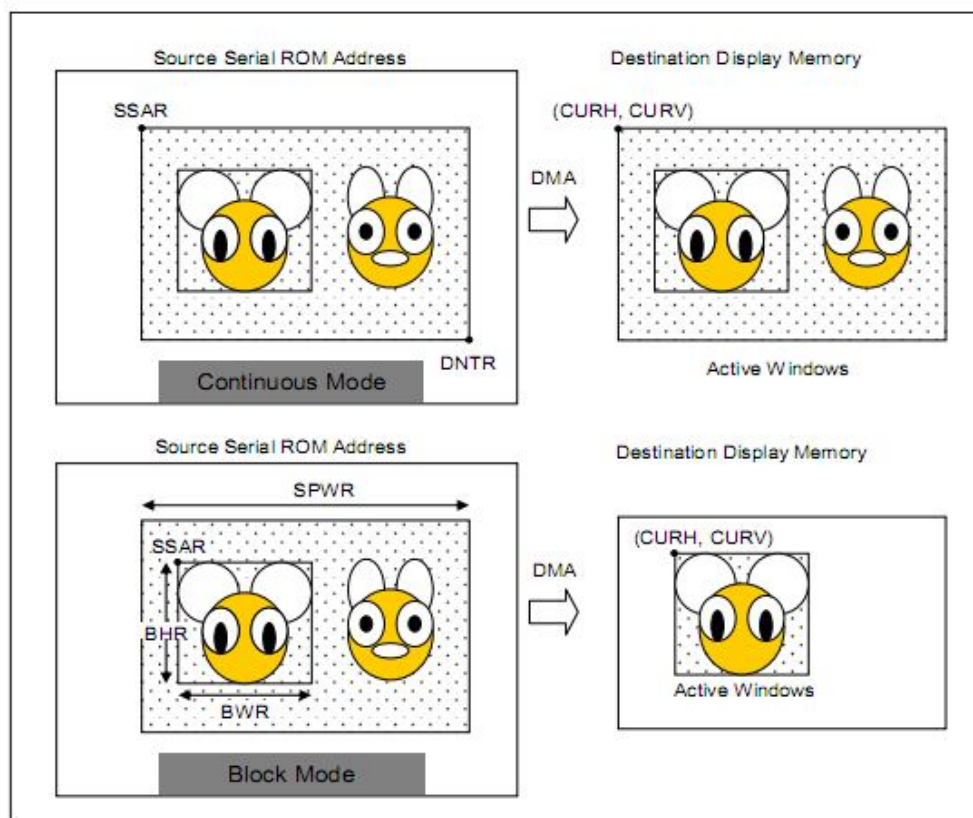 Source Serial ROM Address
Destination Display Memory
SSAR
(CURH, CURV)
DMA
DNTR
Continuous Mode
Active Windows
Source Serial ROM Address
Destination Display Memory
SPWR
SSAR
(CURH, CURV)
DMA
BHR
BWR
Active Windows
Block Mode